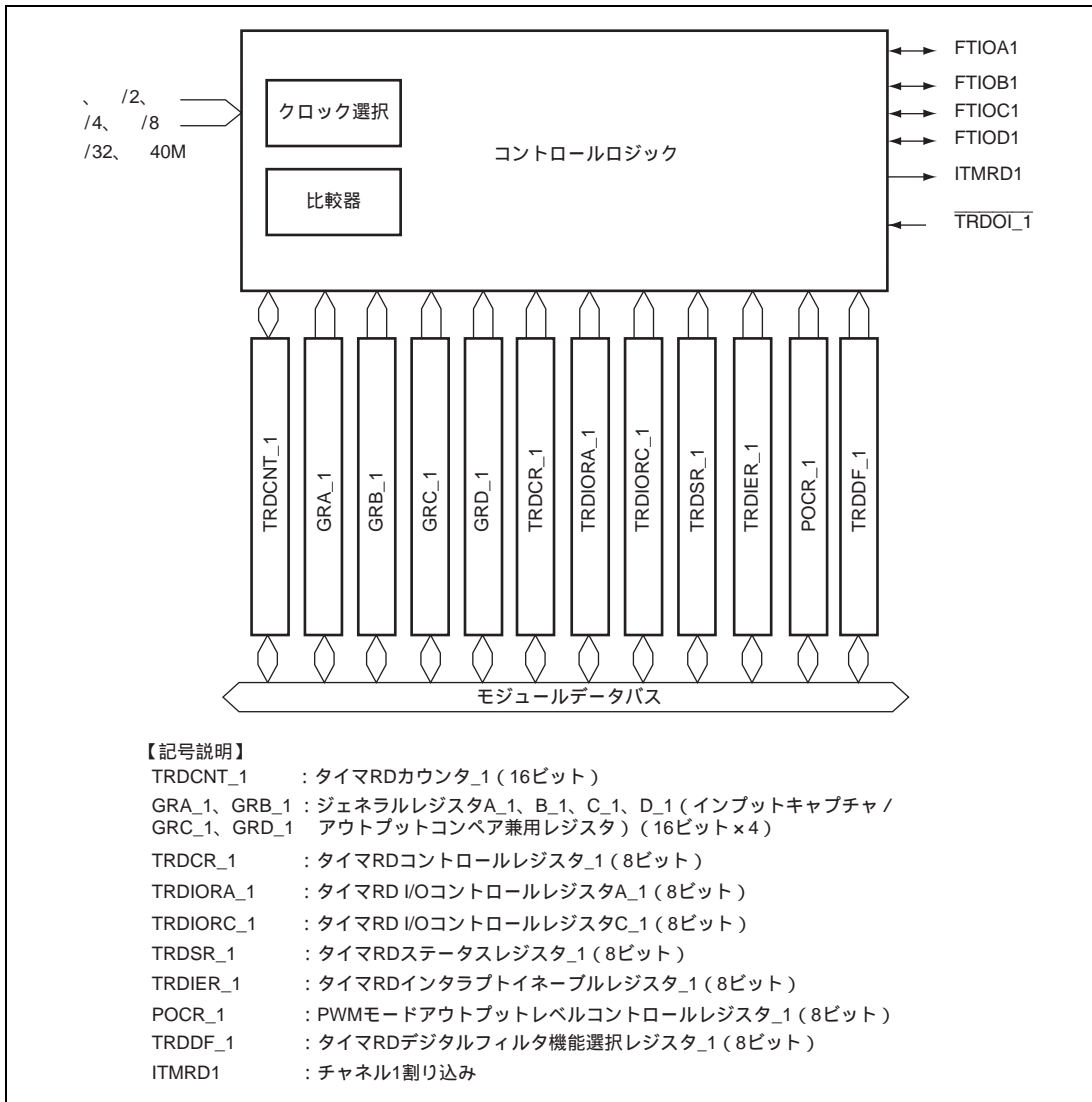 、 /2、
/4、 /8
/32、 40M
クロック選択
比較器
コントロールロジック
FTIOA1
FTIOB1
FTIOC1
FTIOD1
ITMRD1
TRDOI_1
TRDCNT_1
GRA_1
GRB_1
GRC_1
GRD_1
TRDCR_1
TRDIORA_1
TRDIORC_1
TRDSR_1
TRDIER_1
POCR_1
TRDDF_1
モジュールデータバス
【記号説明】
TRDCNT_1 ：タイマRDカウンタ_1（16ビット）
GRA_1、GRB_1 ：ジェネラルレジスタA_1、B_1、C_1、D_1（インプットキャプチャ／
GRC_1、GRD_1 アウトプットコンペア兼用レジスタ）（16ビット×4）
TRDCR_1 ：タイマRDコントロールレジスタ_1（8ビット）
TRDIORA_1 ：タイマRD I/OコントロールレジスタA_1（8ビット）
TRDIORC_1 ：タイマRD I/OコントロールレジスタC_1（8ビット）
TRDSR_1 ：タイマRDステータスレジスタ_1（8ビット）
TRDIER_1 ：タイマRDインタラプトイネーブルレジスタ_1（8ビット）
POCR_1 ：PWMモードアウトプットレベルコントロールレジスタ_1（8ビット）
TRDDF_1 ：タイマRDデジタルフィルタ機能選択レジスタ_1（8ビット）
ITMRD1 ：チャネル1割り込み